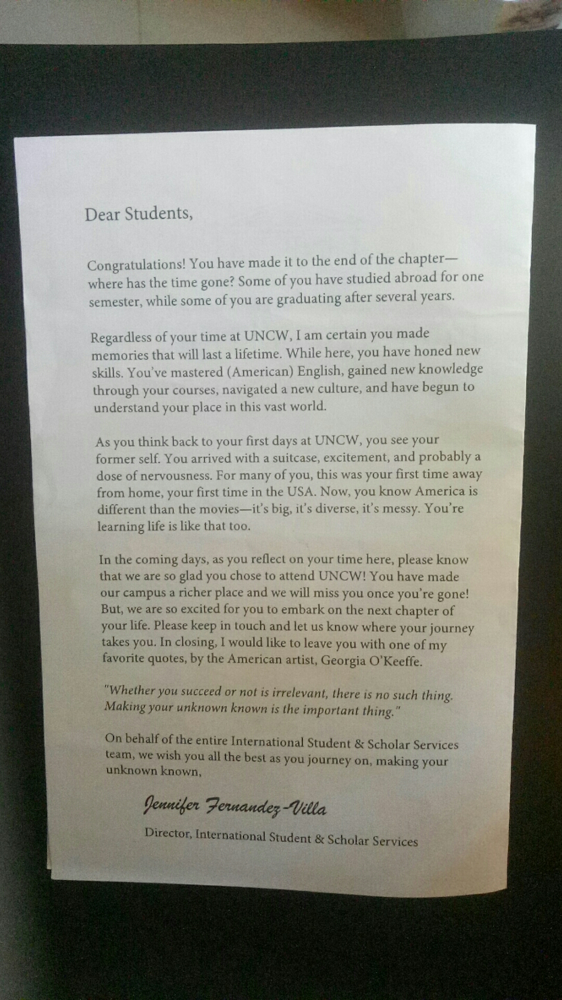 Dear Students,
Congratulations! You have made it to the end of the chapter—
where has the time gone? Some of you have studied abroad for one
semester, while some of you are graduating after several years.
Regardless of your time at UNCW, I am certain you made
memories that will last a lifetime. While here, you have honed new
skills. You've mastered (American) English, gained new knowledge
through your courses, navigated a new culture, and have begun to
understand your place in this vast world.
As you think back to your first days at UNCW, you see your
former self. You arrived with a suitcase, excitement, and probably a
dose of nervousness. For many of you, this was your first time away
from home, your first time in the USA. Now, you know America is
different than the movies—it's big, it's diverse, it's messy. You're
learning life is like that too.
In the coming days, as you reflect on your time here, please know
that we are so glad you chose to attend UNCW! You have made
our campus a richer place and we will miss you once you're gone!
But, we are so excited for you to embark on the next chapter of
your life. Please keep in touch and let us know where your journey
takes you. In closing, I would like to leave you with one of my
favorite quotes, by the American artist, Georgia O'Keeffe.
"Whether you succeed or not is irrelevant, there is no such thing.
Making your unknown known is the important thing."
On behalf of the entire International Student & Scholar Services
team, we wish you all the best as you journey on, making your
unknown known,
Jennifer Fernandez-Villa
Director, International Student & Scholar Services